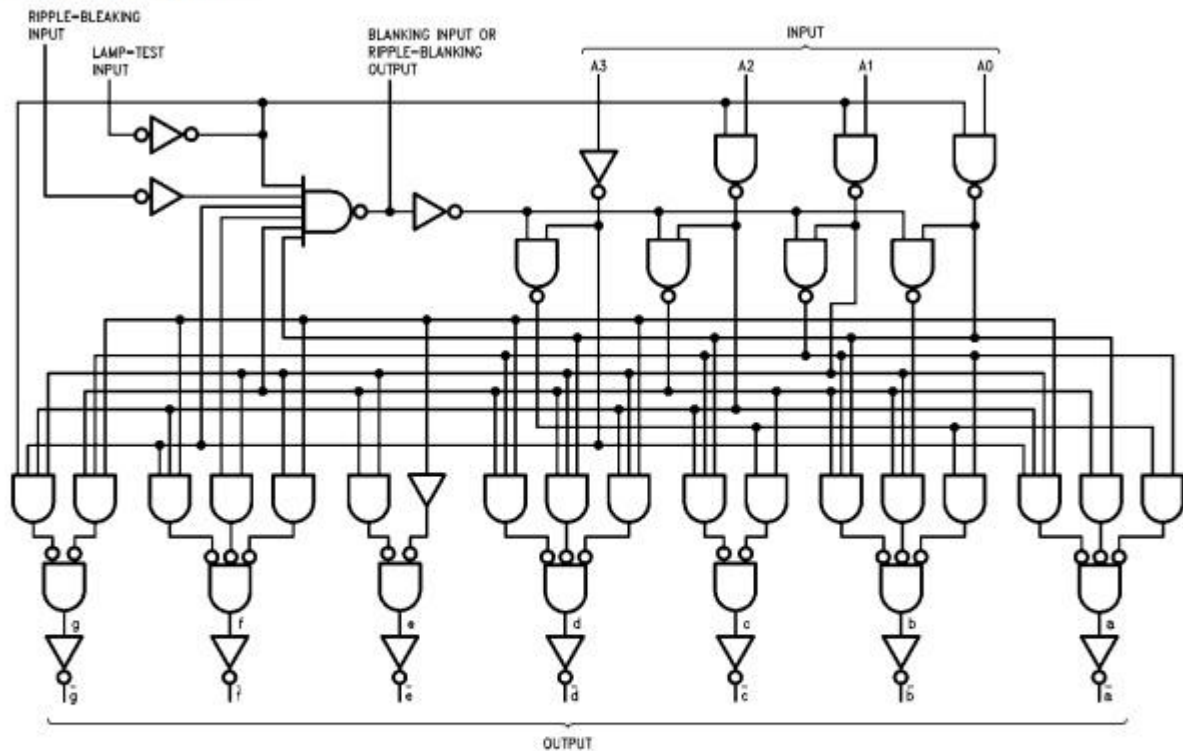 RIPPLE-BLEAKING
INPUT
LAMP-TEST
INPUT
BLANKING INPUT OR
RIPPLE-BLANKING
OUTPUT
INPUT
A3
A2
A1
A0
g
f
e
d
c
b
a
g̅
f̅
e̅
d̅
c̅
b̅
a̅
OUTPUT